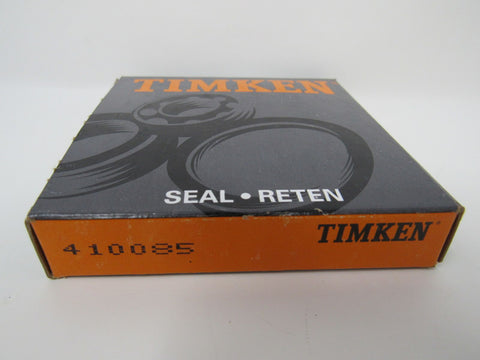 TIMKEN
SEAL • RETEN
410085 TIMKEN®